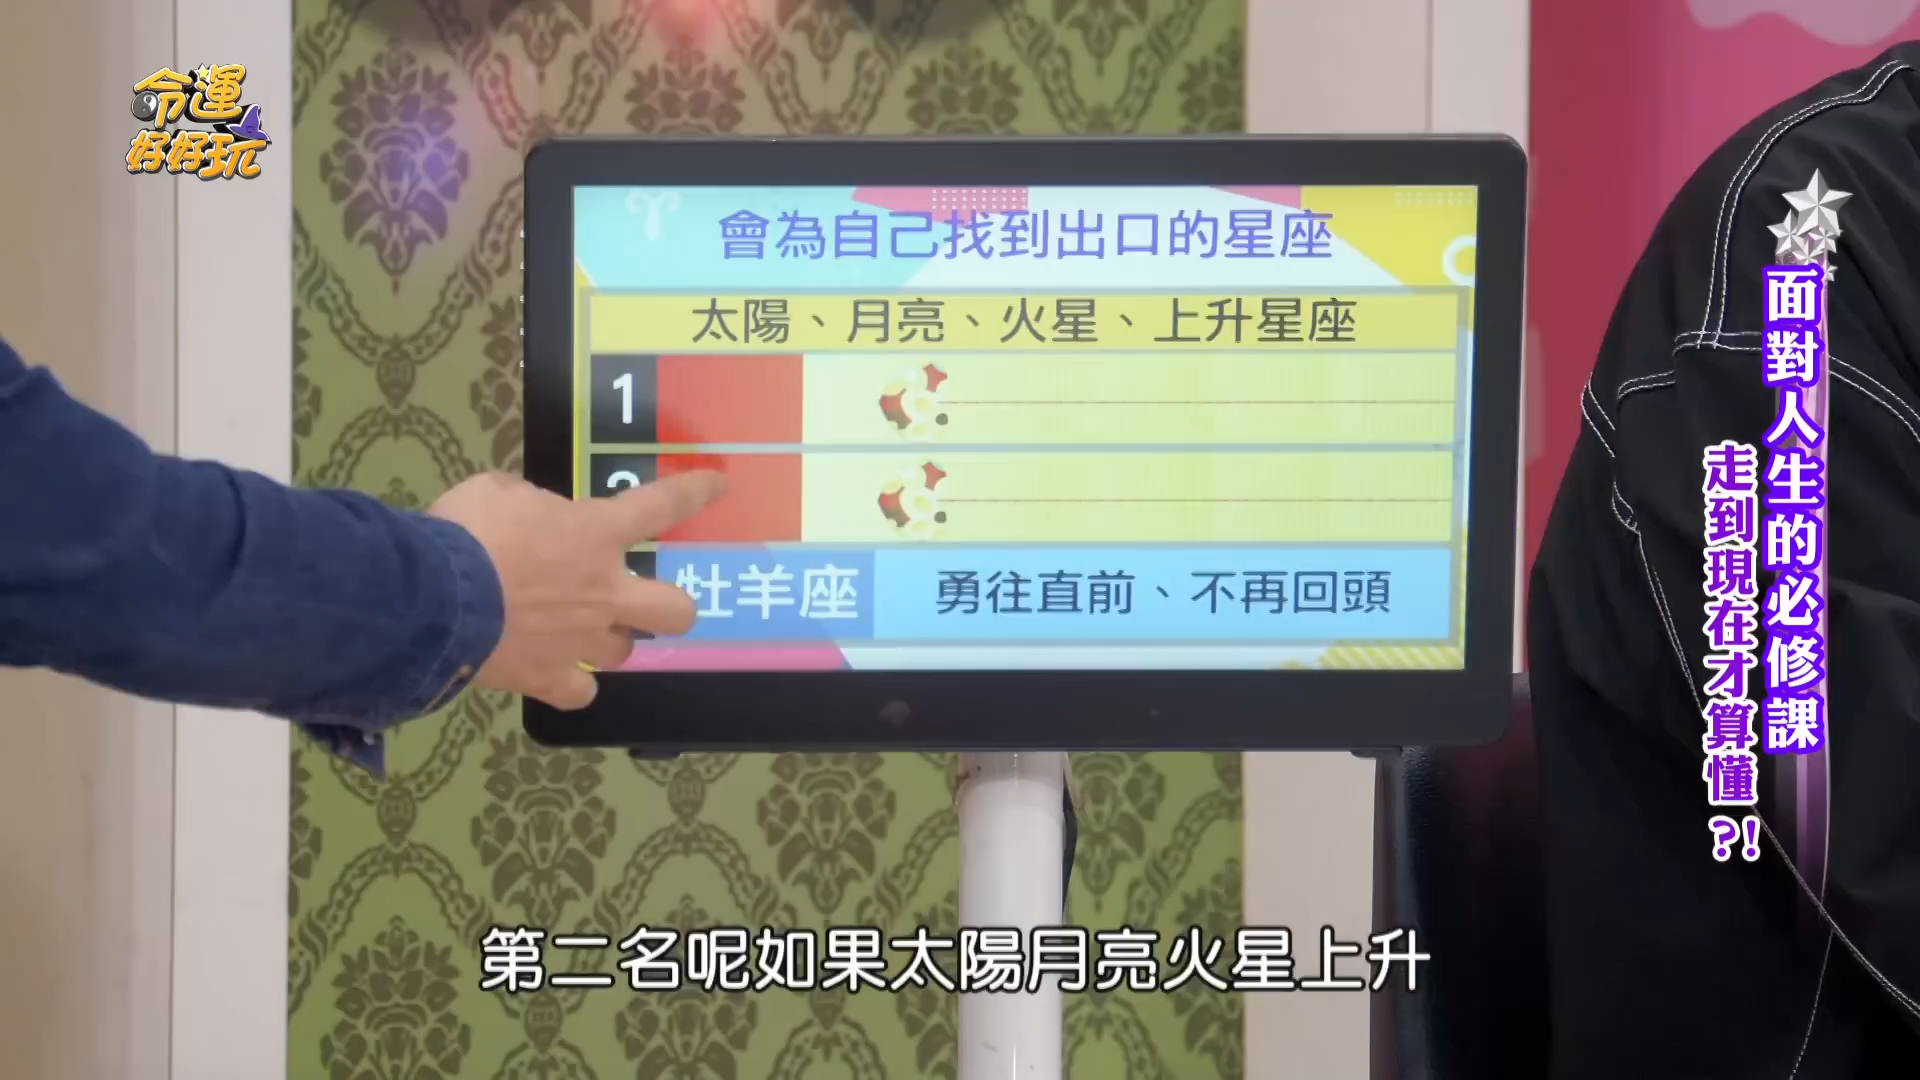 命運
好好玩
會為自己找到出口的星座
太陽、月亮、火星、上升星座
1
2
牡羊座
勇往直前、不再回頭
面對人生的必修課
走到現在才算懂?!
第二名呢如果太陽月亮火星上升